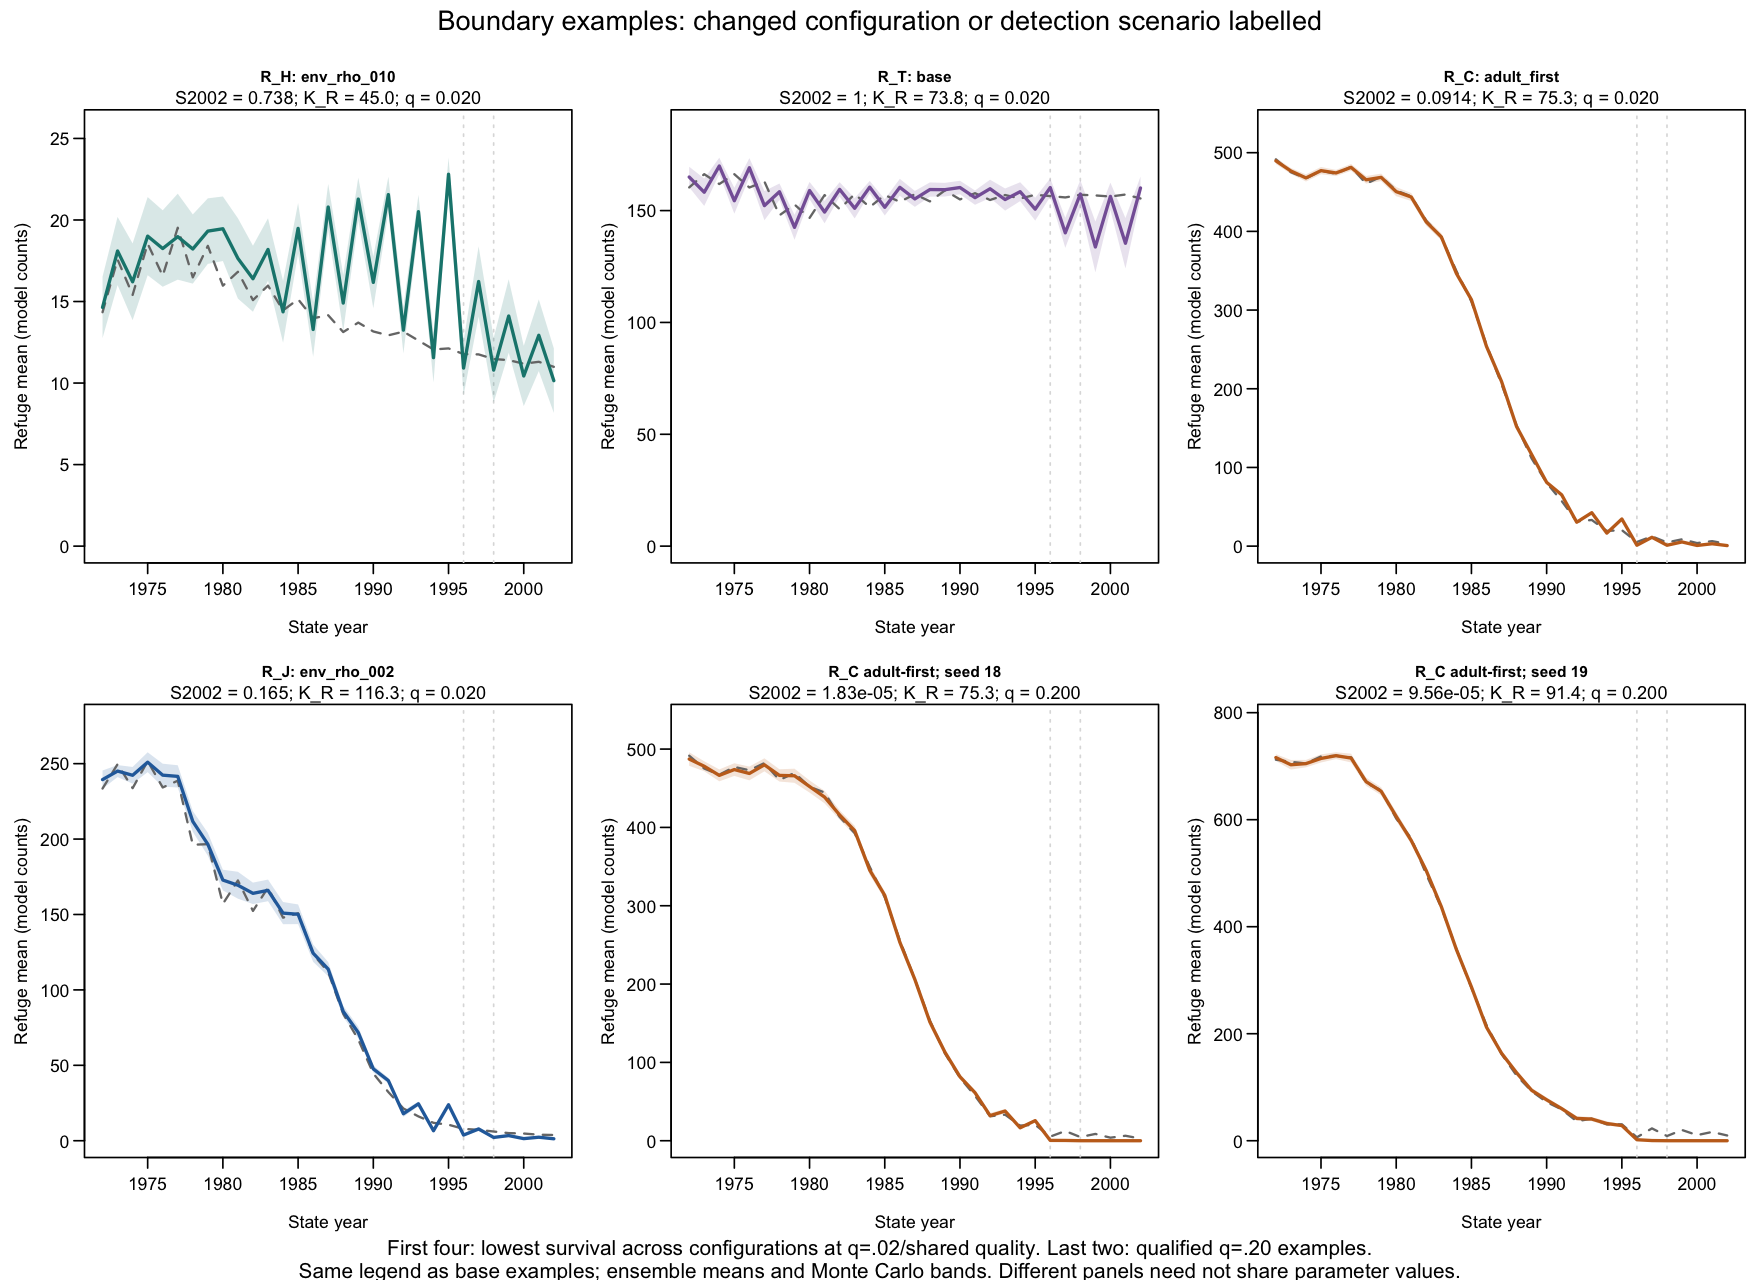 Boundary examples: changed configuration or detection scenario labelled
R_H: env_rho_010
S2002 = 0.738; K_R = 45.0; q = 0.020
Refuge mean (model counts)
25
20
15
10
5
0
1975 1980 1985 1990 1995 2000
State year
R_T: base
S2002 = 1; K_R = 73.8; q = 0.020
Refuge mean (model counts)
150
100
50
0
1975 1980 1985 1990 1995 2000
State year
R_C: adult_first
S2002 = 0.0914; K_R = 75.3; q = 0.020
Refuge mean (model counts)
500
400
300
200
100
0
1975 1980 1985 1990 1995 2000
State year
R_J: env_rho_002
S2002 = 0.165; K_R = 116.3; q = 0.020
Refuge mean (model counts)
250
200
150
100
50
0
1975 1980 1985 1990 1995 2000
State year
R_C adult-first; seed 18
S2002 = 1.83e-05; K_R = 75.3; q = 0.200
Refuge mean (model counts)
500
400
300
200
100
0
1975 1980 1985 1990 1995 2000
State year
R_C adult-first; seed 19
S2002 = 9.56e-05; K_R = 91.4; q = 0.200
Refuge mean (model counts)
800
600
400
200
0
1975 1980 1985 1990 1995 2000
State year
First four: lowest survival across configurations at q=.02/shared quality. Last two: qualified q=.20 examples.
Same legend as base examples; ensemble means and Monte Carlo bands. Different panels need not share parameter values.